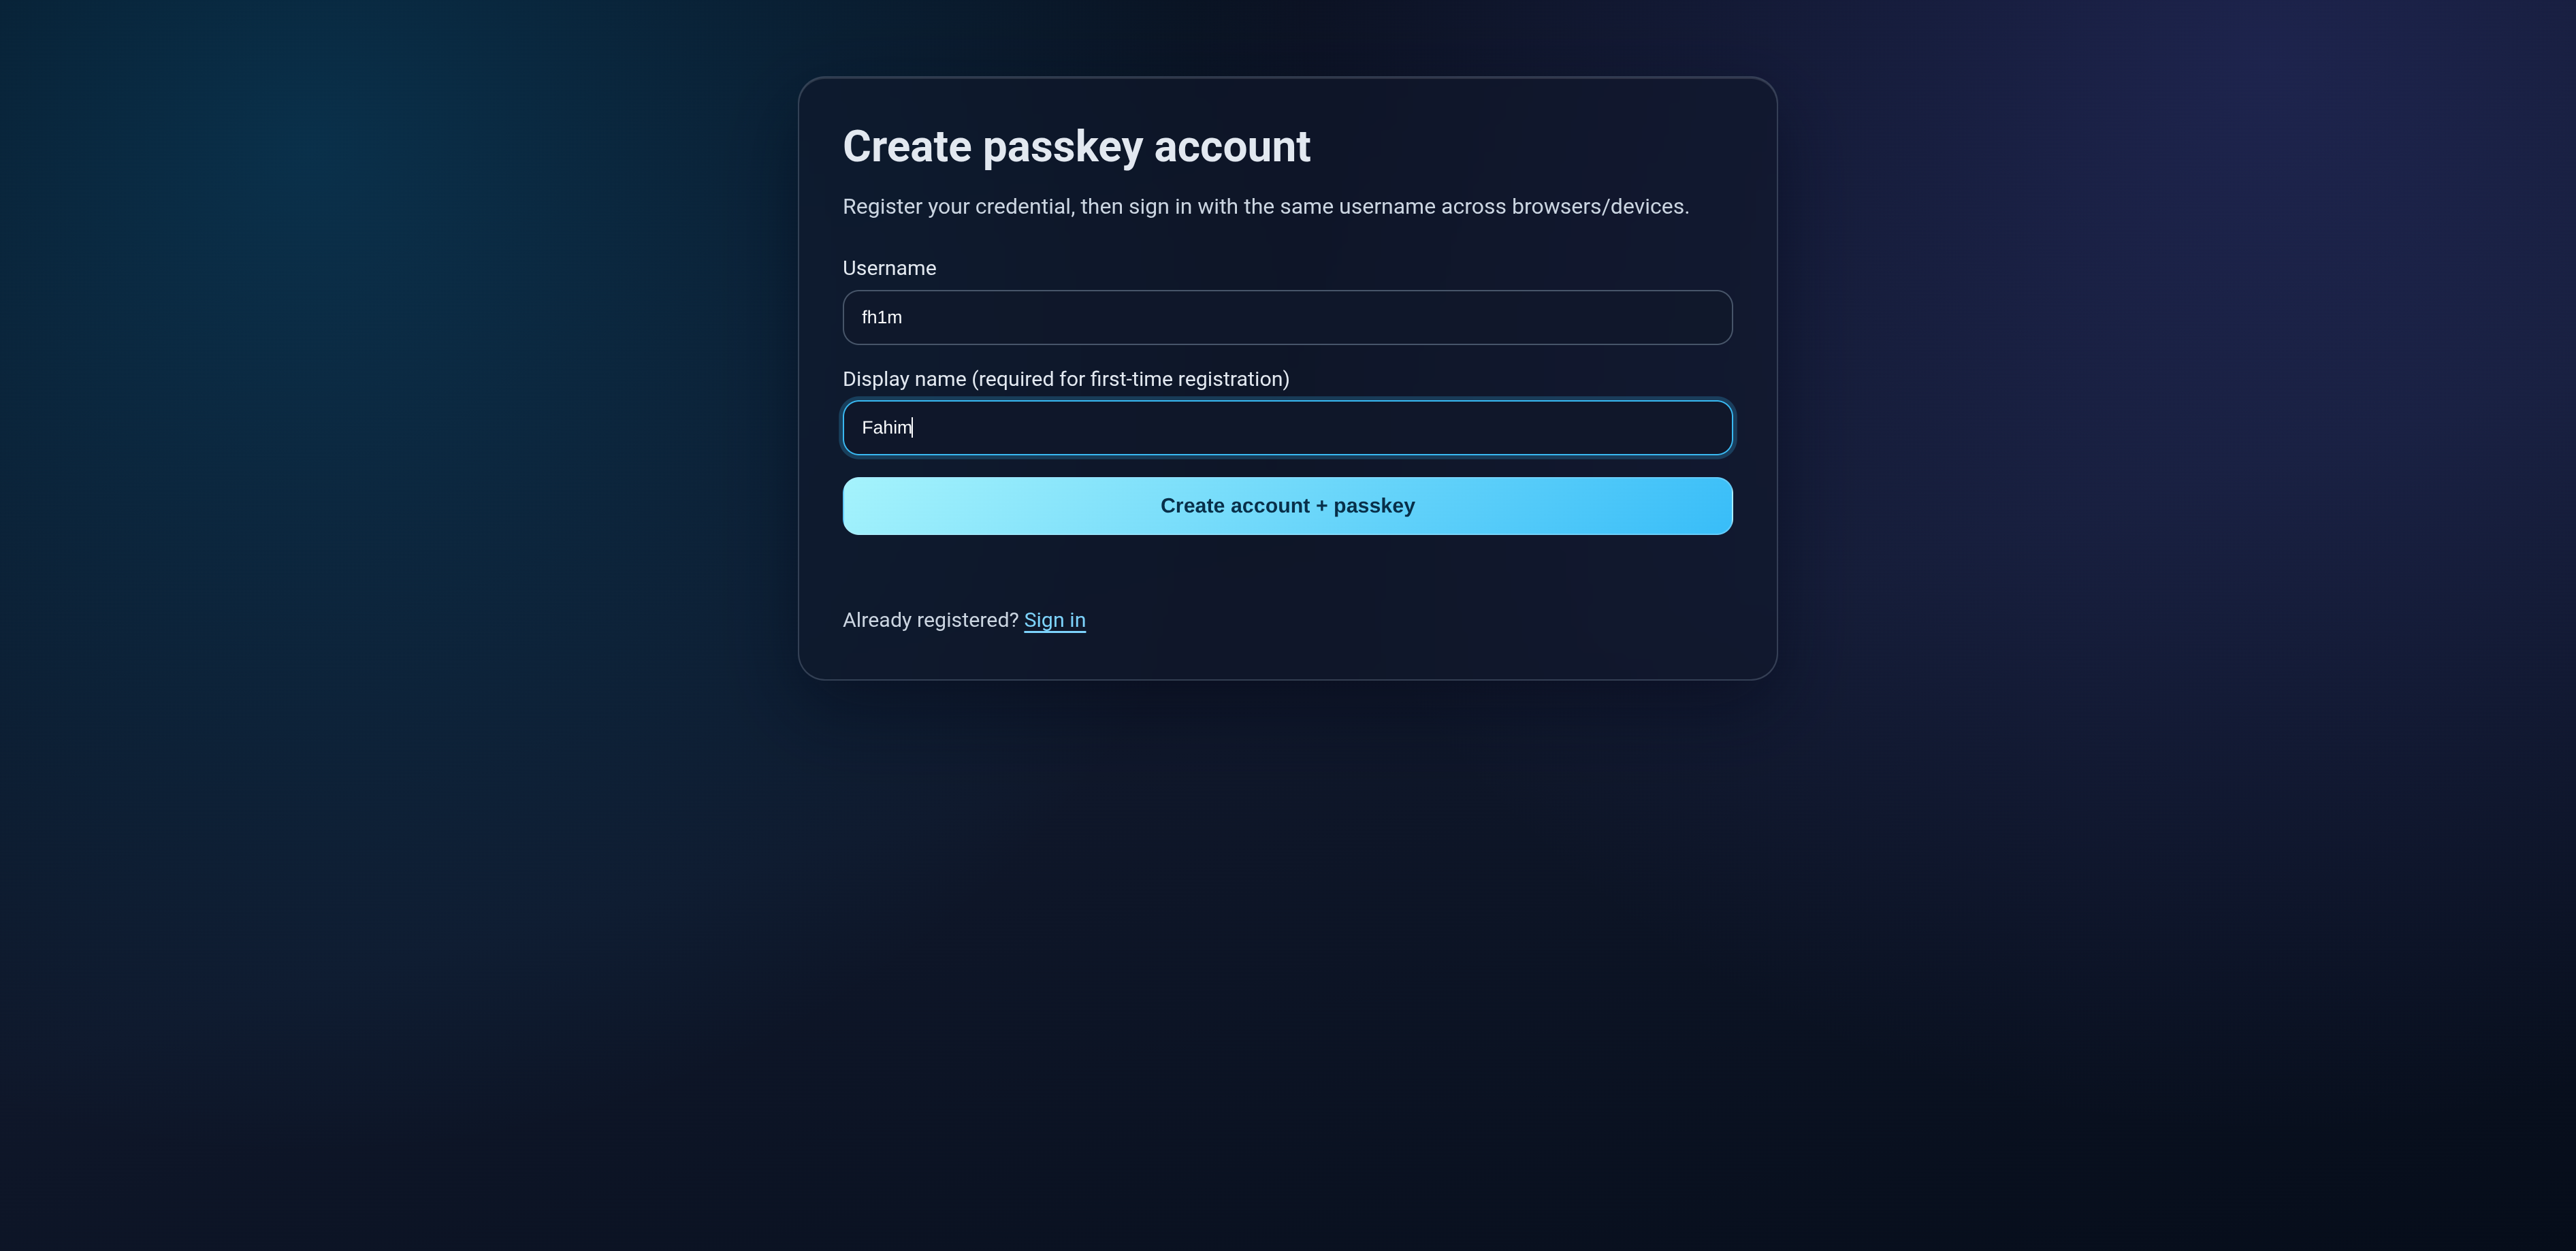 Create passkey account
Register your credential, then sign in with the same username across browsers/devices.
Username
fh1m
Display name (required for first-time registration)
Fahim
Create account + passkey
Already registered? Sign in